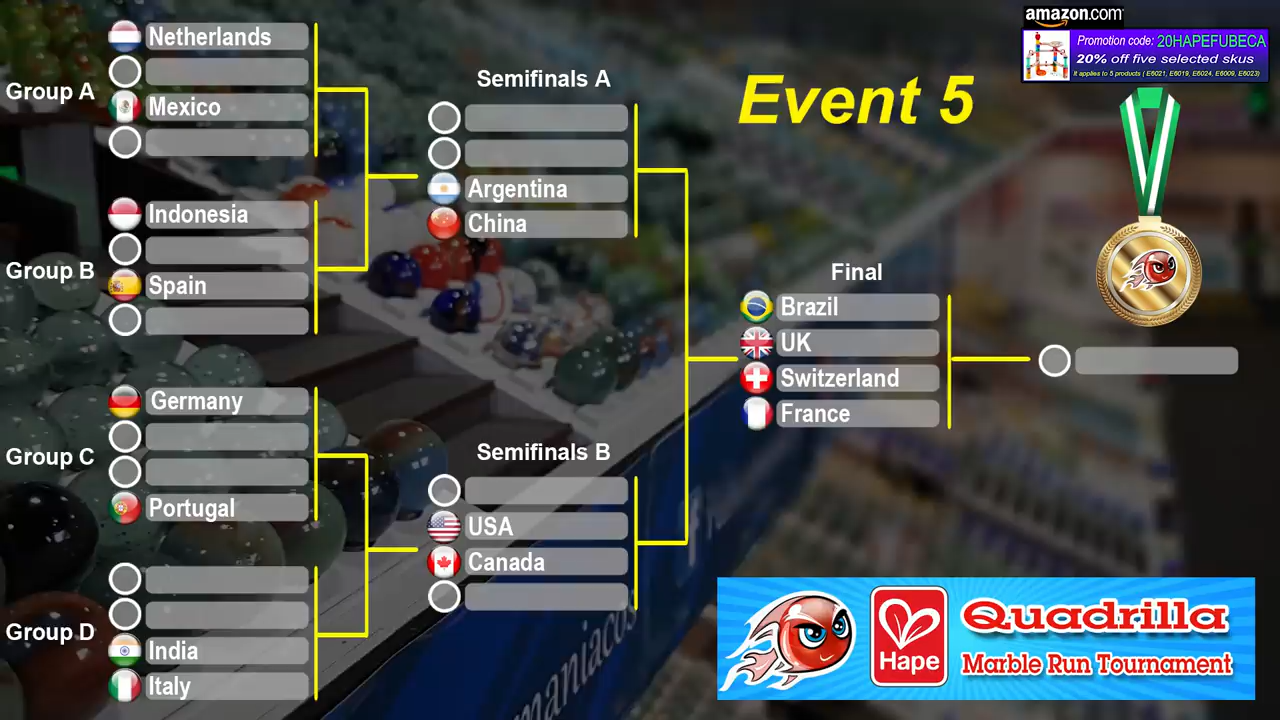 amazon.com
Promotion code: 20HAPEFUBECA
20% off five selected skus
It applies to 5 products ( E6021, E6019, E6024, E6009, E6023)
Event 5
Group A
Netherlands
Mexico
Group B
Indonesia
Spain
Group C
Germany
Portugal
Group D
India
Italy
Semifinals A
Argentina
China
Semifinals B
USA
Canada
Final
Brazil
UK
Switzerland
France
Hape
Quadrilla
Marble Run Tournament
maniacos